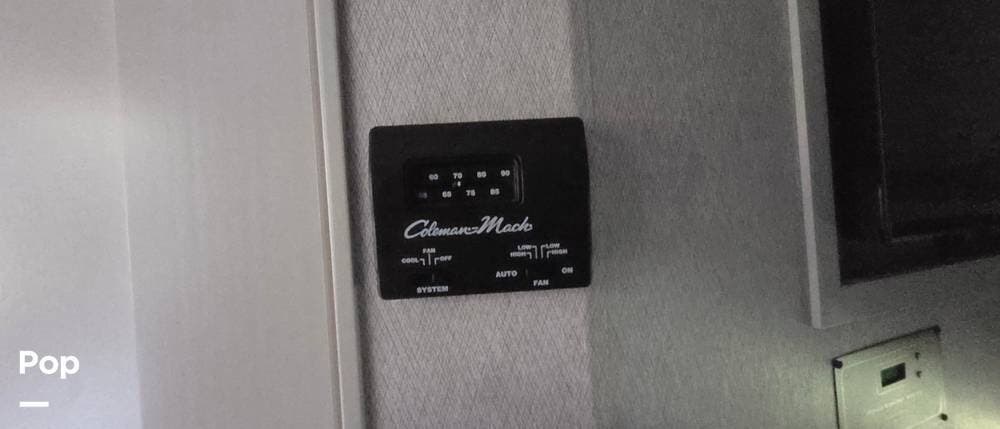 60 70 80 90
65 75 85
Coleman-Mach
FAN
COOL OFF
LOW LOW
HIGH HIGH
AUTO ON
SYSTEM FAN
Pop